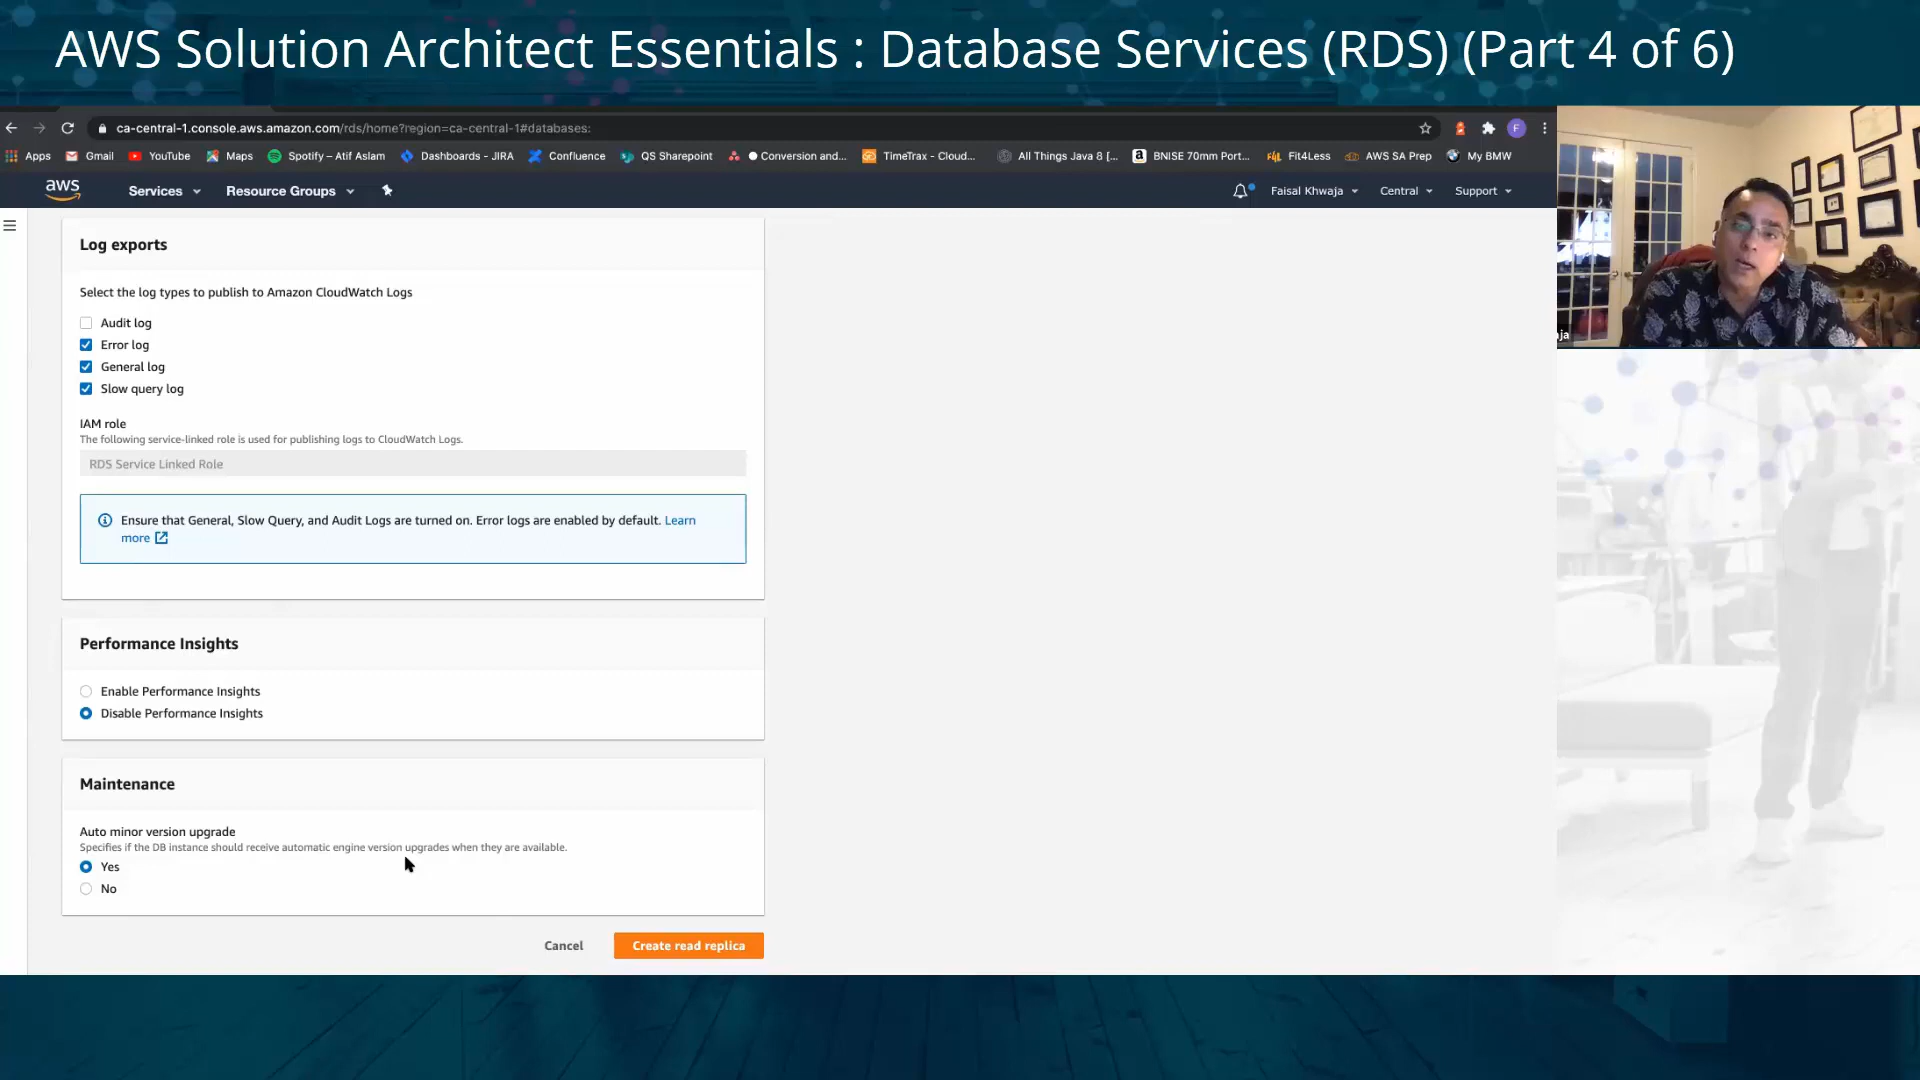 AWS Solution Architect Essentials : Database Services (RDS) (Part 4 of 6)
ca-central-1.console.aws.amazon.com/rds/home?region=ca-central-1#databases:
F
Apps Gmail YouTube Maps Spotify – Atif Aslam Dashboards - JIRA Confluence QS Sharepoint Conversion and... TimeTrax - Cloud... All Things Java & [... BNISE 70mm Port... Fit4Less AWS SA Prep My BMW
aws Services Resource Groups Faisal Khwaja Central Support
Log exports
Select the log types to publish to Amazon CloudWatch Logs
Audit log
Error log
General log
Slow query log
IAM role
The following service-linked role is used for publishing logs to CloudWatch Logs.
RDS Service Linked Role
Ensure that General, Slow Query, and Audit Logs are turned on. Error logs are enabled by default. Learn
more
Performance Insights
Enable Performance Insights
Disable Performance Insights
Maintenance
Auto minor version upgrade
Specifies if the DB instance should receive automatic engine version upgrades when they are available.
Yes
No
Cancel Create read replica